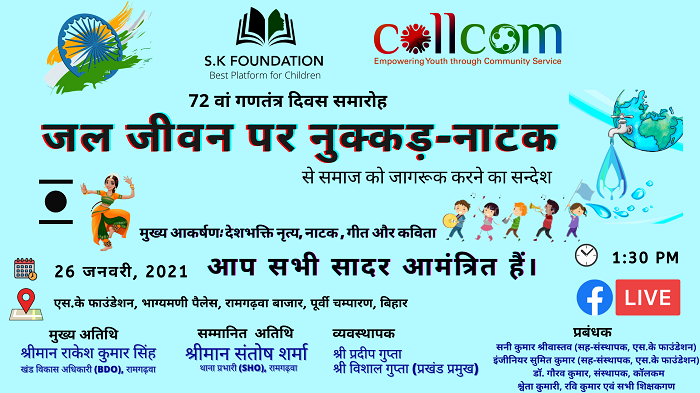 S.K FOUNDATION
Best Platform for Children
collcom
Empowering Youth through Community Service
72 वां गणतंत्र दिवस समारोह
जल जीवन पर नुक्कड़-नाटक
से समाज को जागरूक करने का सन्देश
मुख्य आकर्षण: देशभक्ति नृत्य, नाटक , गीत और कविता
26 जनवरी, 2021
आप सभी सादर आमंत्रित हैं।
1:30 PM
एस.के फाउंडेशन, भाग्यमणी पैलेस, रामगढ़वा बाजार, पूर्वी चम्पारण, बिहार
f LIVE
मुख्य अतिथि
श्रीमान राकेश कुमार सिंह
खंड विकास अधिकारी (BDO), रामगढ़वा
सम्मानित अतिथि
श्रीमान संतोष शर्मा
थाना प्रभारी (SHO), रामगढ़वा
व्यवस्थापक
श्री प्रदीप गुप्ता
श्री विशाल गुप्ता (प्रखंड प्रमुख)
प्रबंधक
सनी कुमार श्रीवास्तव (सह-संस्थापक, एस.के फाउंडेशन)
इंजीनियर सुमित कुमार (सह-संस्थापक, एस.के फाउंडेशन)
डॉ. गौरव कुमार, संस्थापक, कॉलकम
श्वेता कुमारी, रवि कुमार एवं सभी शिक्षकगण